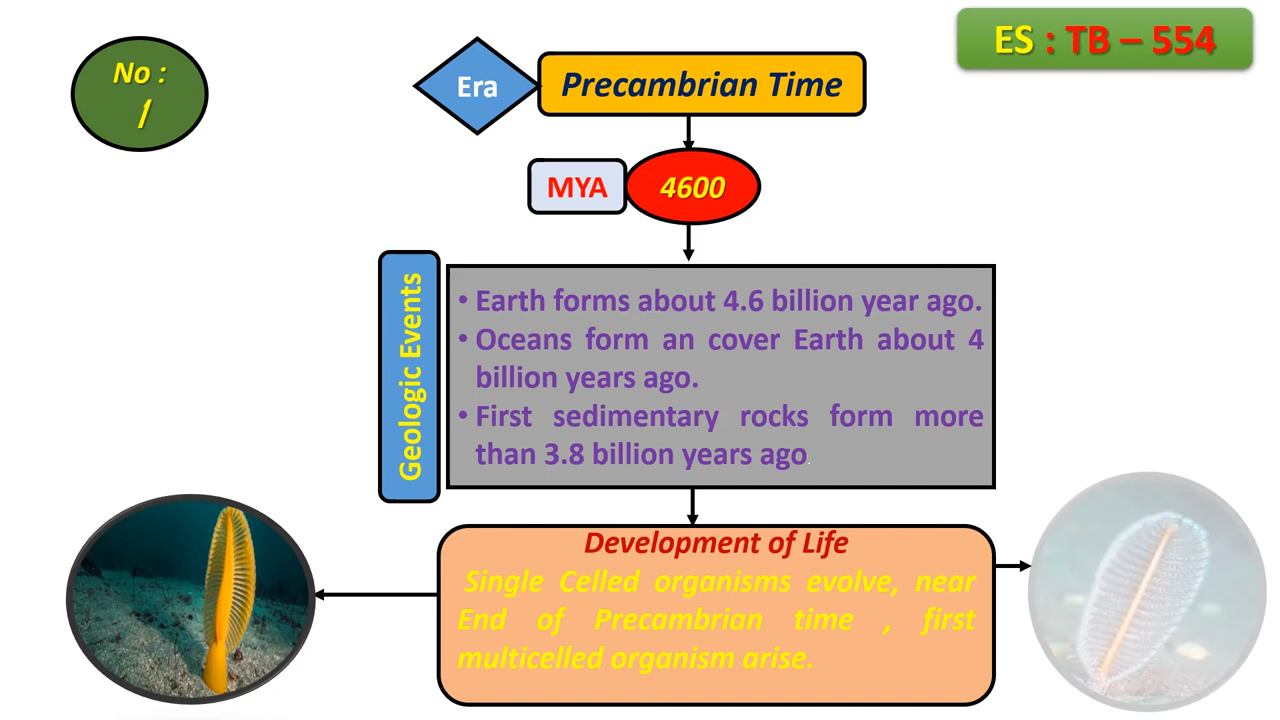 ES : TB – 554
No :
1
Era
Precambrian Time
MYA
4600
Geologic Events
• Earth forms about 4.6 billion year ago.
• Oceans form an cover Earth about 4
billion years ago.
• First sedimentary rocks form more
than 3.8 billion years ago.
Development of Life
Single Celled organisms evolve, near
End of Precambrian time , first
multicelled organism arise.